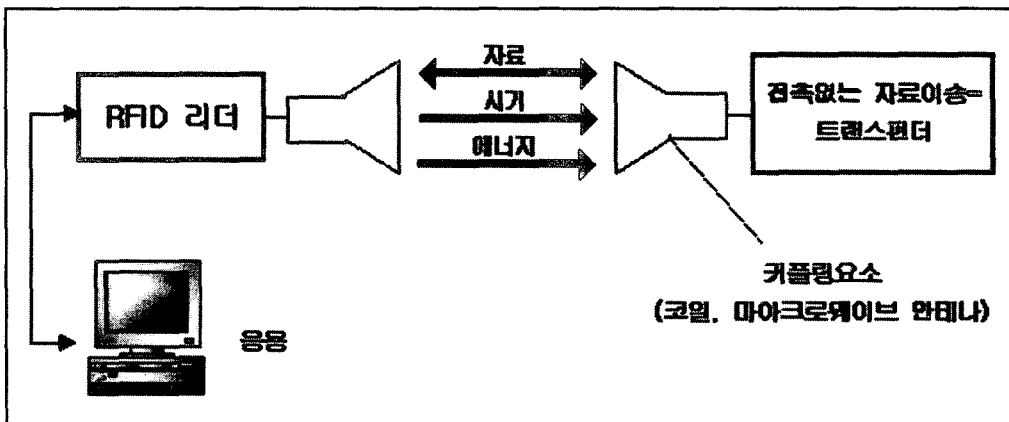 자료
RFID 리더
시기
에너지
접촉없는 자료이송=
트랜스펀더
커플링요소
(코일, 마이크로웨이브 안테나)
응용